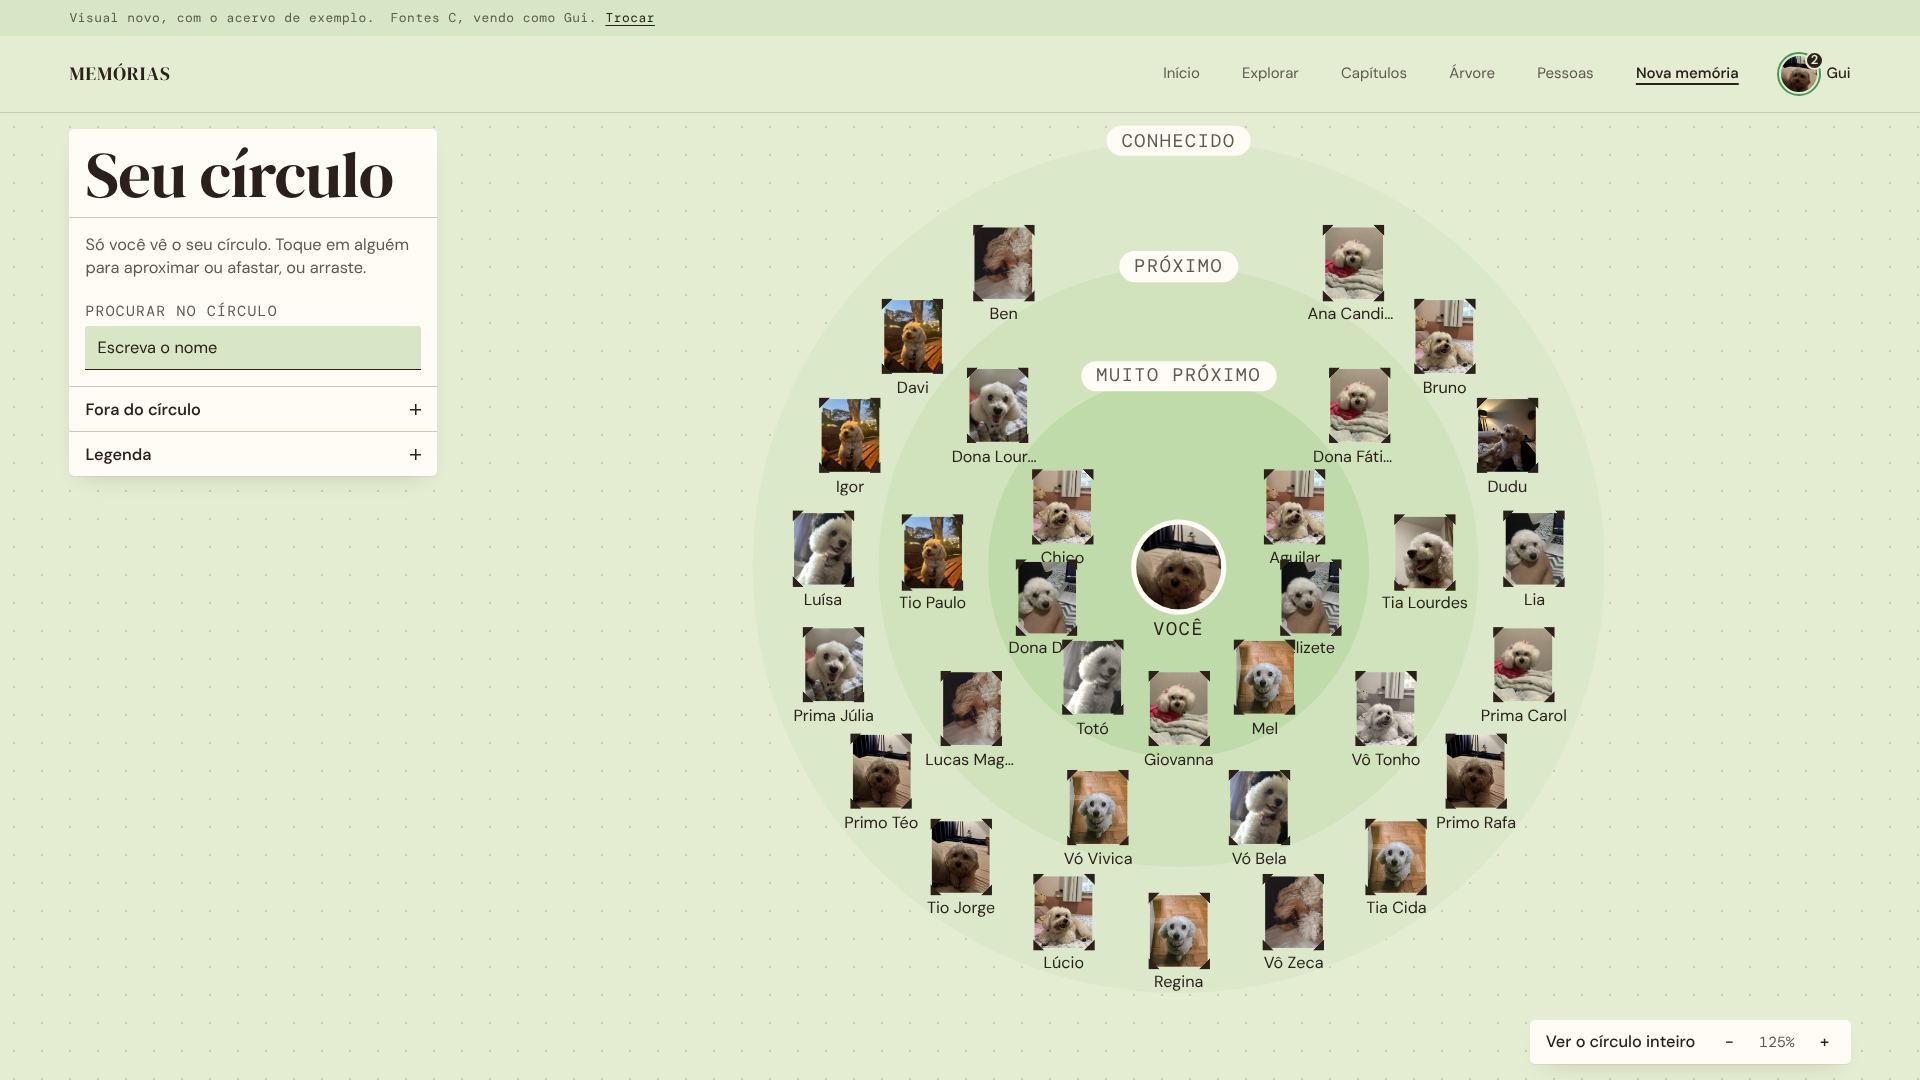 Visual novo, com o acervo de exemplo. Fontes C, vendo como Gui. Trocar
MEMÓRIAS
Início
Explorar
Capítulos
Árvore
Pessoas
Nova memória
2
Gui
Seu círculo
Só você vê o seu círculo. Toque em alguém
para aproximar ou afastar, ou arraste.
PROCURAR NO CÍRCULO
Escreva o nome
Fora do círculo +
Legenda +
CONHECIDO
PRÓXIMO
MUITO PRÓXIMO
Ben
Ana Candi...
Davi
Bruno
Dona Lour...
Dona Fáti...
Igor
Dudu
Chico
Aguilar
Luísa
Tio Paulo
Tia Lourdes
Lia
VOCÊ
Dona D
lizete
Prima Júlia
Totó
Mel
Prima Carol
Lucas Mag...
Giovanna
Vô Tonho
Primo Téo
Primo Rafa
Vó Vivica
Vó Bela
Tio Jorge
Tia Cida
Lúcio
Vô Zeca
Regina
Ver o círculo inteiro - 125% +